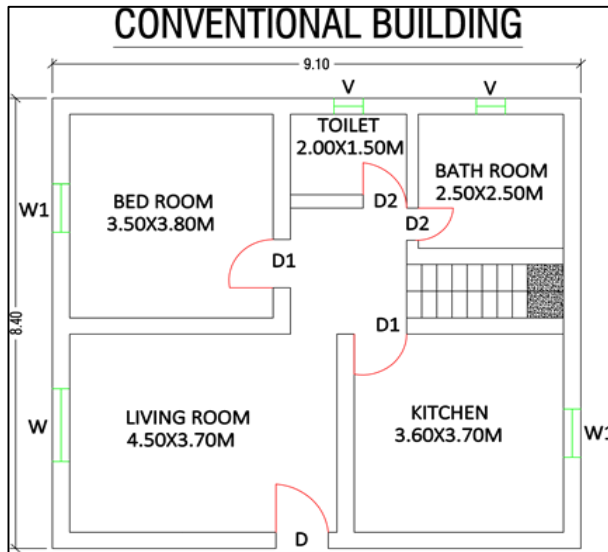 CONVENTIONAL BUILDING
9.10
V
V
TOILET
2.00X1.50M
BATH ROOM
2.50X2.50M
BED ROOM
3.50X3.80M
W1
D2
D2
D1
8.40
D1
LIVING ROOM
4.50X3.70M
KITCHEN
3.60X3.70M
W
W1
D